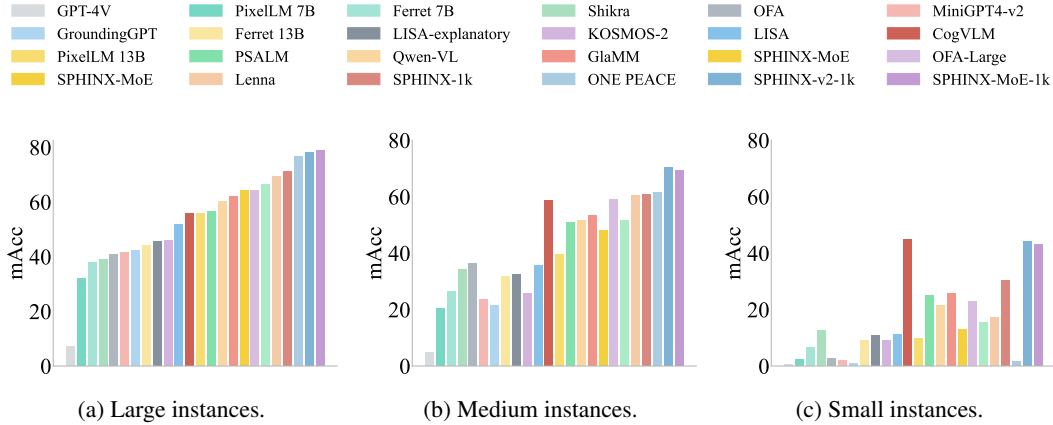 GPT-4V PixelLM 7B Ferret 7B Shikra OFA MiniGPT4-v2
GroundingGPT Ferret 13B LISA-explanatory KOSMOS-2 LISA CogVLM
PixelLM 13B PSALM Qwen-VL GlaMM SPHINX-MoE OFA-Large
SPHINX-MoE Lenna SPHINX-1k ONE PEACE SPHINX-v2-1k SPHINX-MoE-1k
mAcc
80
60
40
20
0
(a) Large instances.
mAcc
80
60
40
20
0
(b) Medium instances.
mAcc
80
60
40
20
0
(c) Small instances.